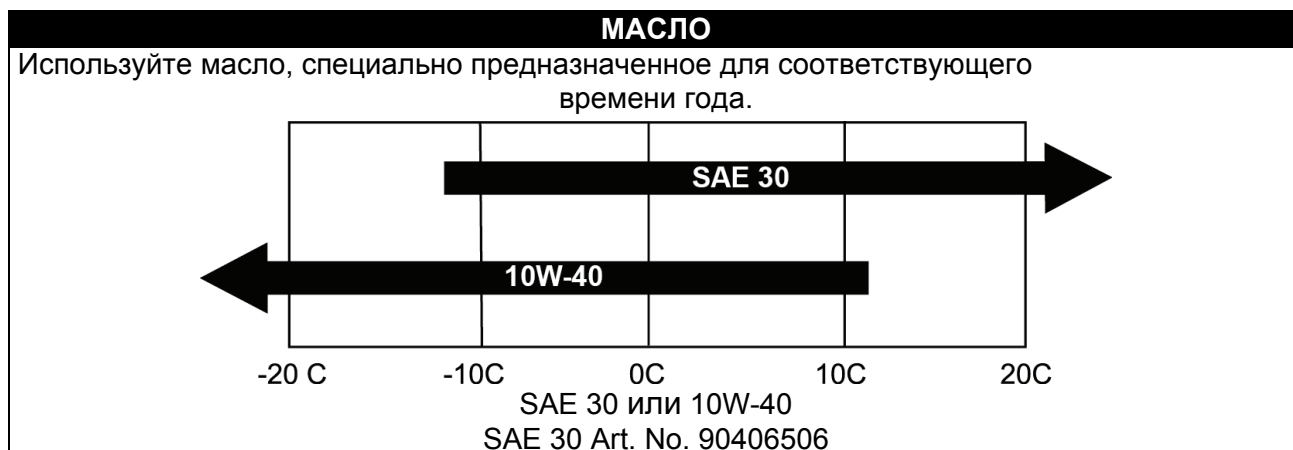 МАСЛО
Используйте масло, специально предназначенное для соответствующего
времени года.
SAE 30
10W-40
-20 C -10C 0C 10C 20C
SAE 30 или 10W-40
SAE 30 Art. No. 90406506